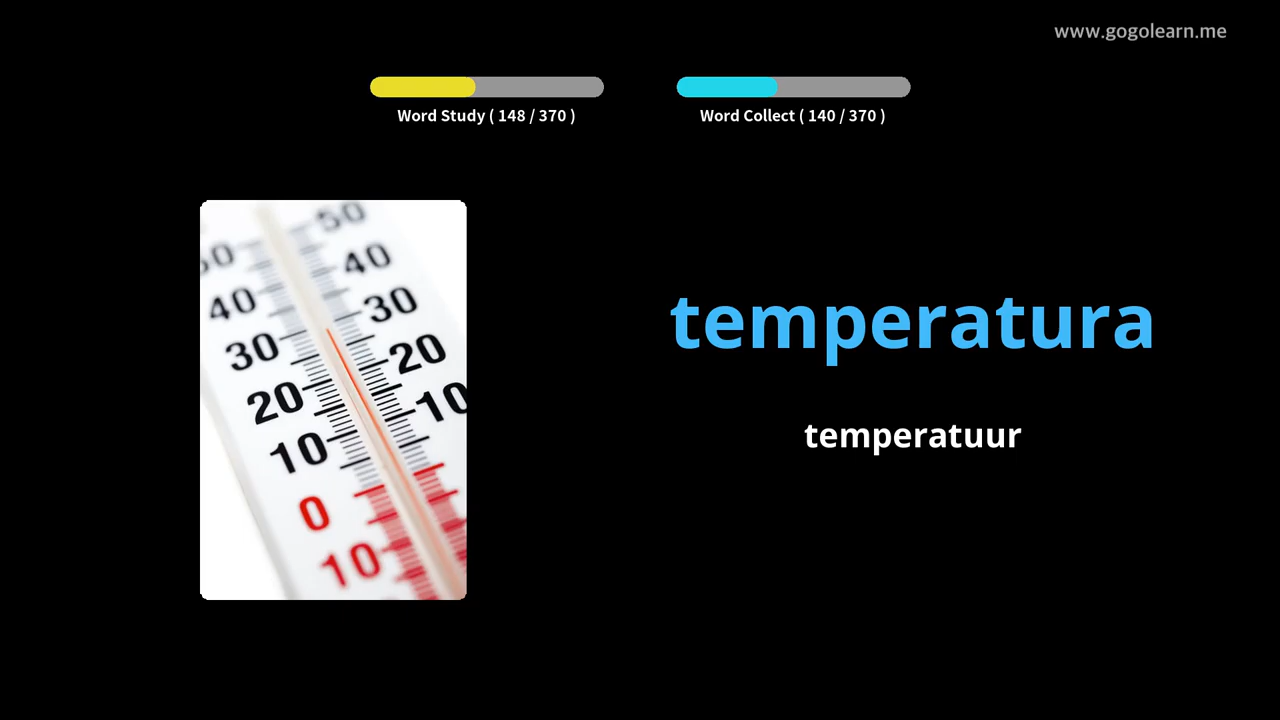 www.gogolearn.me
Word Study ( 148 / 370 )
Word Collect ( 140 / 370 )
50
40
40
30
30
20
20
10
10
0
10
temperatura
temperatuur